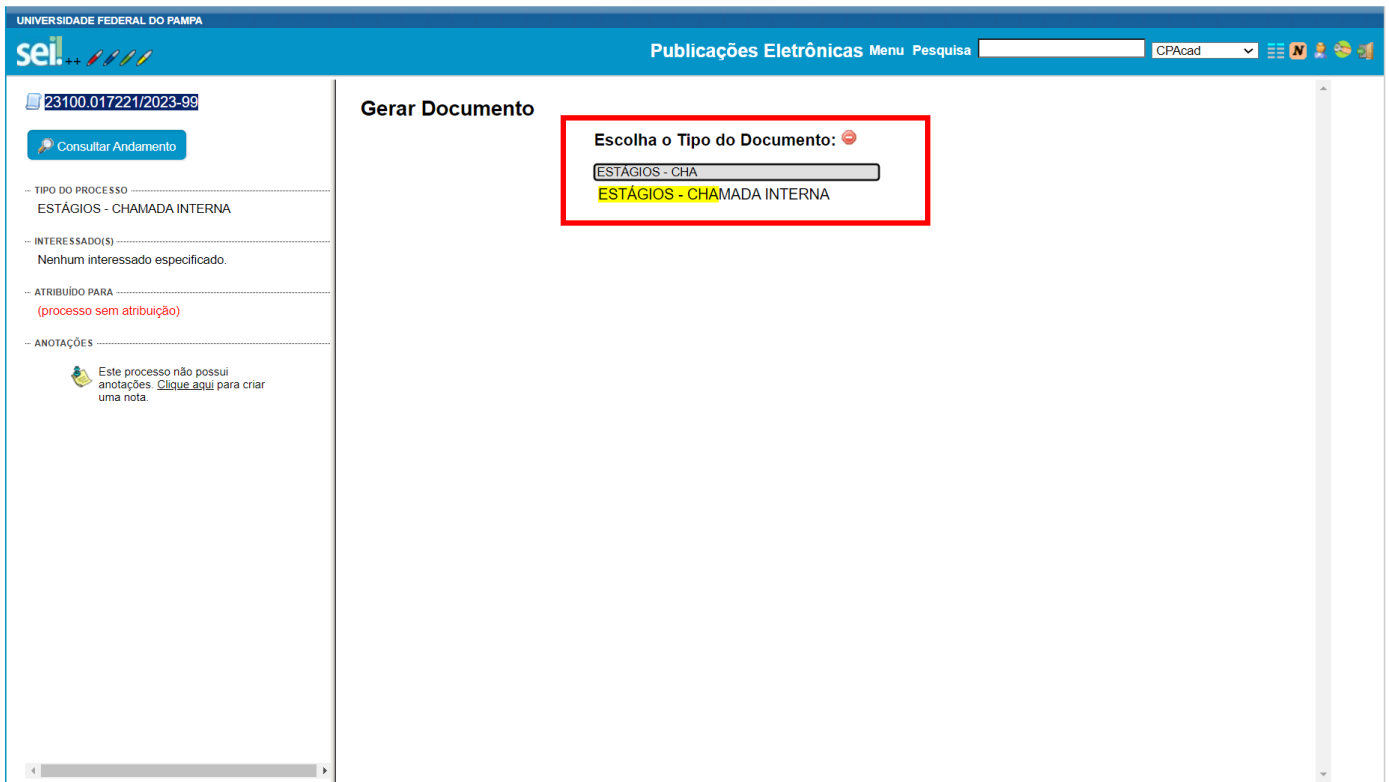 UNIVERSIDADE FEDERAL DO PAMPA
sei! ++
Publicações Eletrônicas Menu Pesquisa CPAcad N
23100.017221/2023-99
Consultar Andamento
TIPO DO PROCESSO
ESTÁGIOS - CHAMADA INTERNA
INTERESSADO(S)
Nenhum interessado especificado.
ATRIBUÍDO PARA
(processo sem atribuição)
ANOTAÇÕES
Este processo não possui
anotações. Clique aqui para criar
uma nota.
Gerar Documento
Escolha o Tipo do Documento:
ESTÁGIOS - CHA
ESTÁGIOS - CHAMADA INTERNA